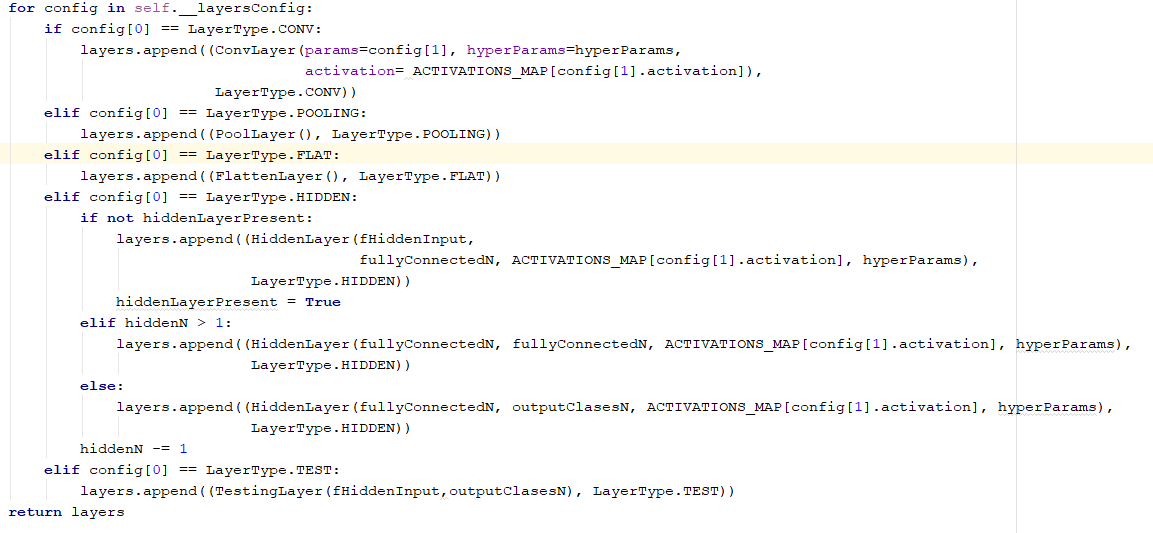 for config in self.__layersConfig:
    if config[0] == LayerType.CONV:
        layers.append((ConvLayer(params=config[1], hyperParams=hyperParams,
                                 activation= ACTIVATIONS_MAP[config[1].activation]),
                       LayerType.CONV))
    elif config[0] == LayerType.POOLING:
        layers.append((PoolLayer(), LayerType.POOLING))
    elif config[0] == LayerType.FLAT:
        layers.append((FlattenLayer(), LayerType.FLAT))
    elif config[0] == LayerType.HIDDEN:
        if not hiddenLayerPresent:
            layers.append((HiddenLayer(fHiddenInput,
                                       fullyConnectedN, ACTIVATIONS_MAP[config[1].activation], hyperParams),
                           LayerType.HIDDEN))
            hiddenLayerPresent = True
        elif hiddenN > 1:
            layers.append((HiddenLayer(fullyConnectedN, fullyConnectedN, ACTIVATIONS_MAP[config[1].activation], hyperParams),
                           LayerType.HIDDEN))
        else:
            layers.append((HiddenLayer(fullyConnectedN, outputClasesN, ACTIVATIONS_MAP[config[1].activation], hyperParams),
                           LayerType.HIDDEN))
        hiddenN -= 1
    elif config[0] == LayerType.TEST:
        layers.append((TestingLayer(fHiddenInput,outputClasesN), LayerType.TEST))
return layers